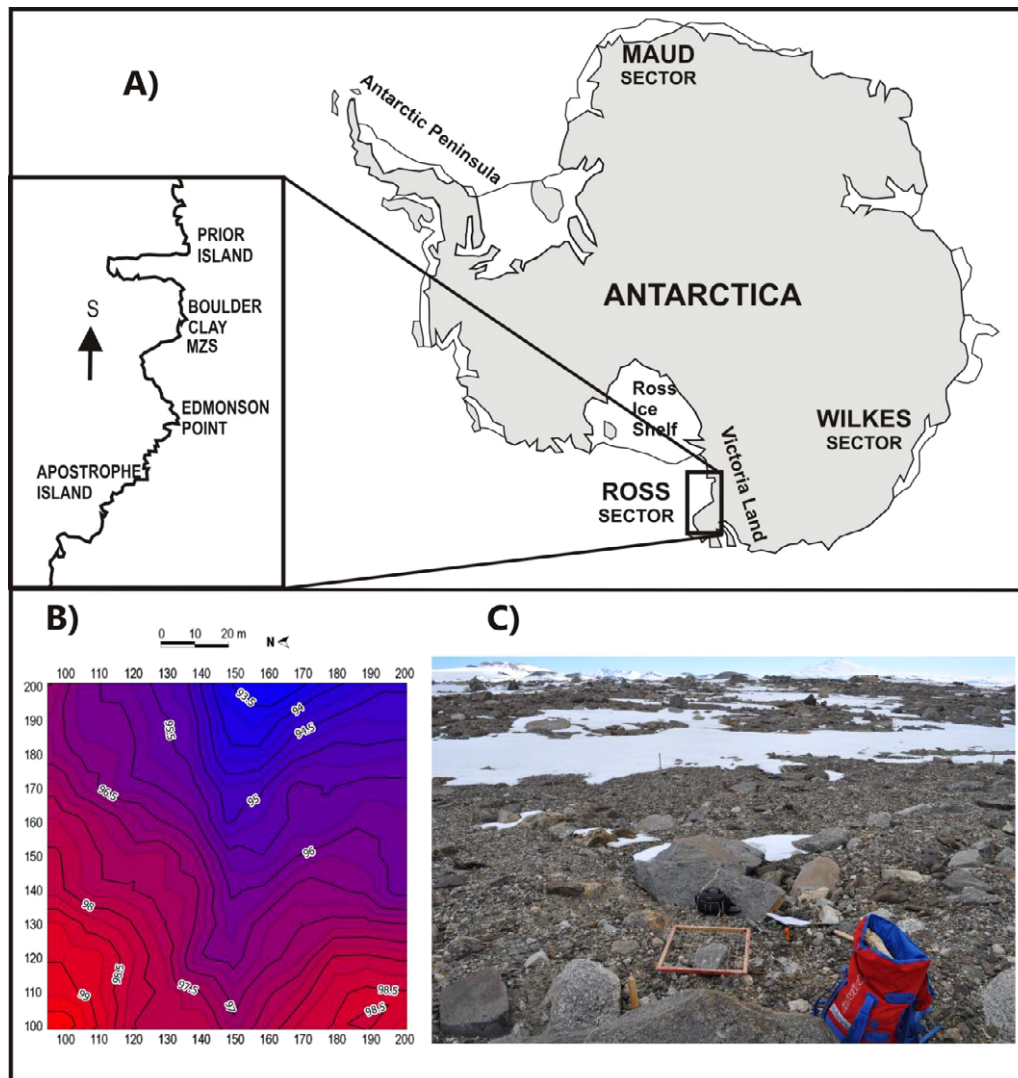 A)
MAUD
SECTOR
Antarctic Peninsula
PRIOR
ISLAND
S
BOULDER
CLAY
MZS
EDMONSON
POINT
APOSTROPHE
ISLAND
ANTARCTICA
Ross
Ice
Shelf
Victoria Land
WILKES
SECTOR
ROSS
SECTOR
B)
0 10 20 m
N
100 110 120 130 140 150 160 170 180 190 200
200
190
180
170
160
150
140
130
120
110
100
93.5
94
94.5
95.5
95
96.5
96
98
95.5
97.5
97
99
98.5
98.5
100 110 120 130 140 150 160 170 180 190 200
C)